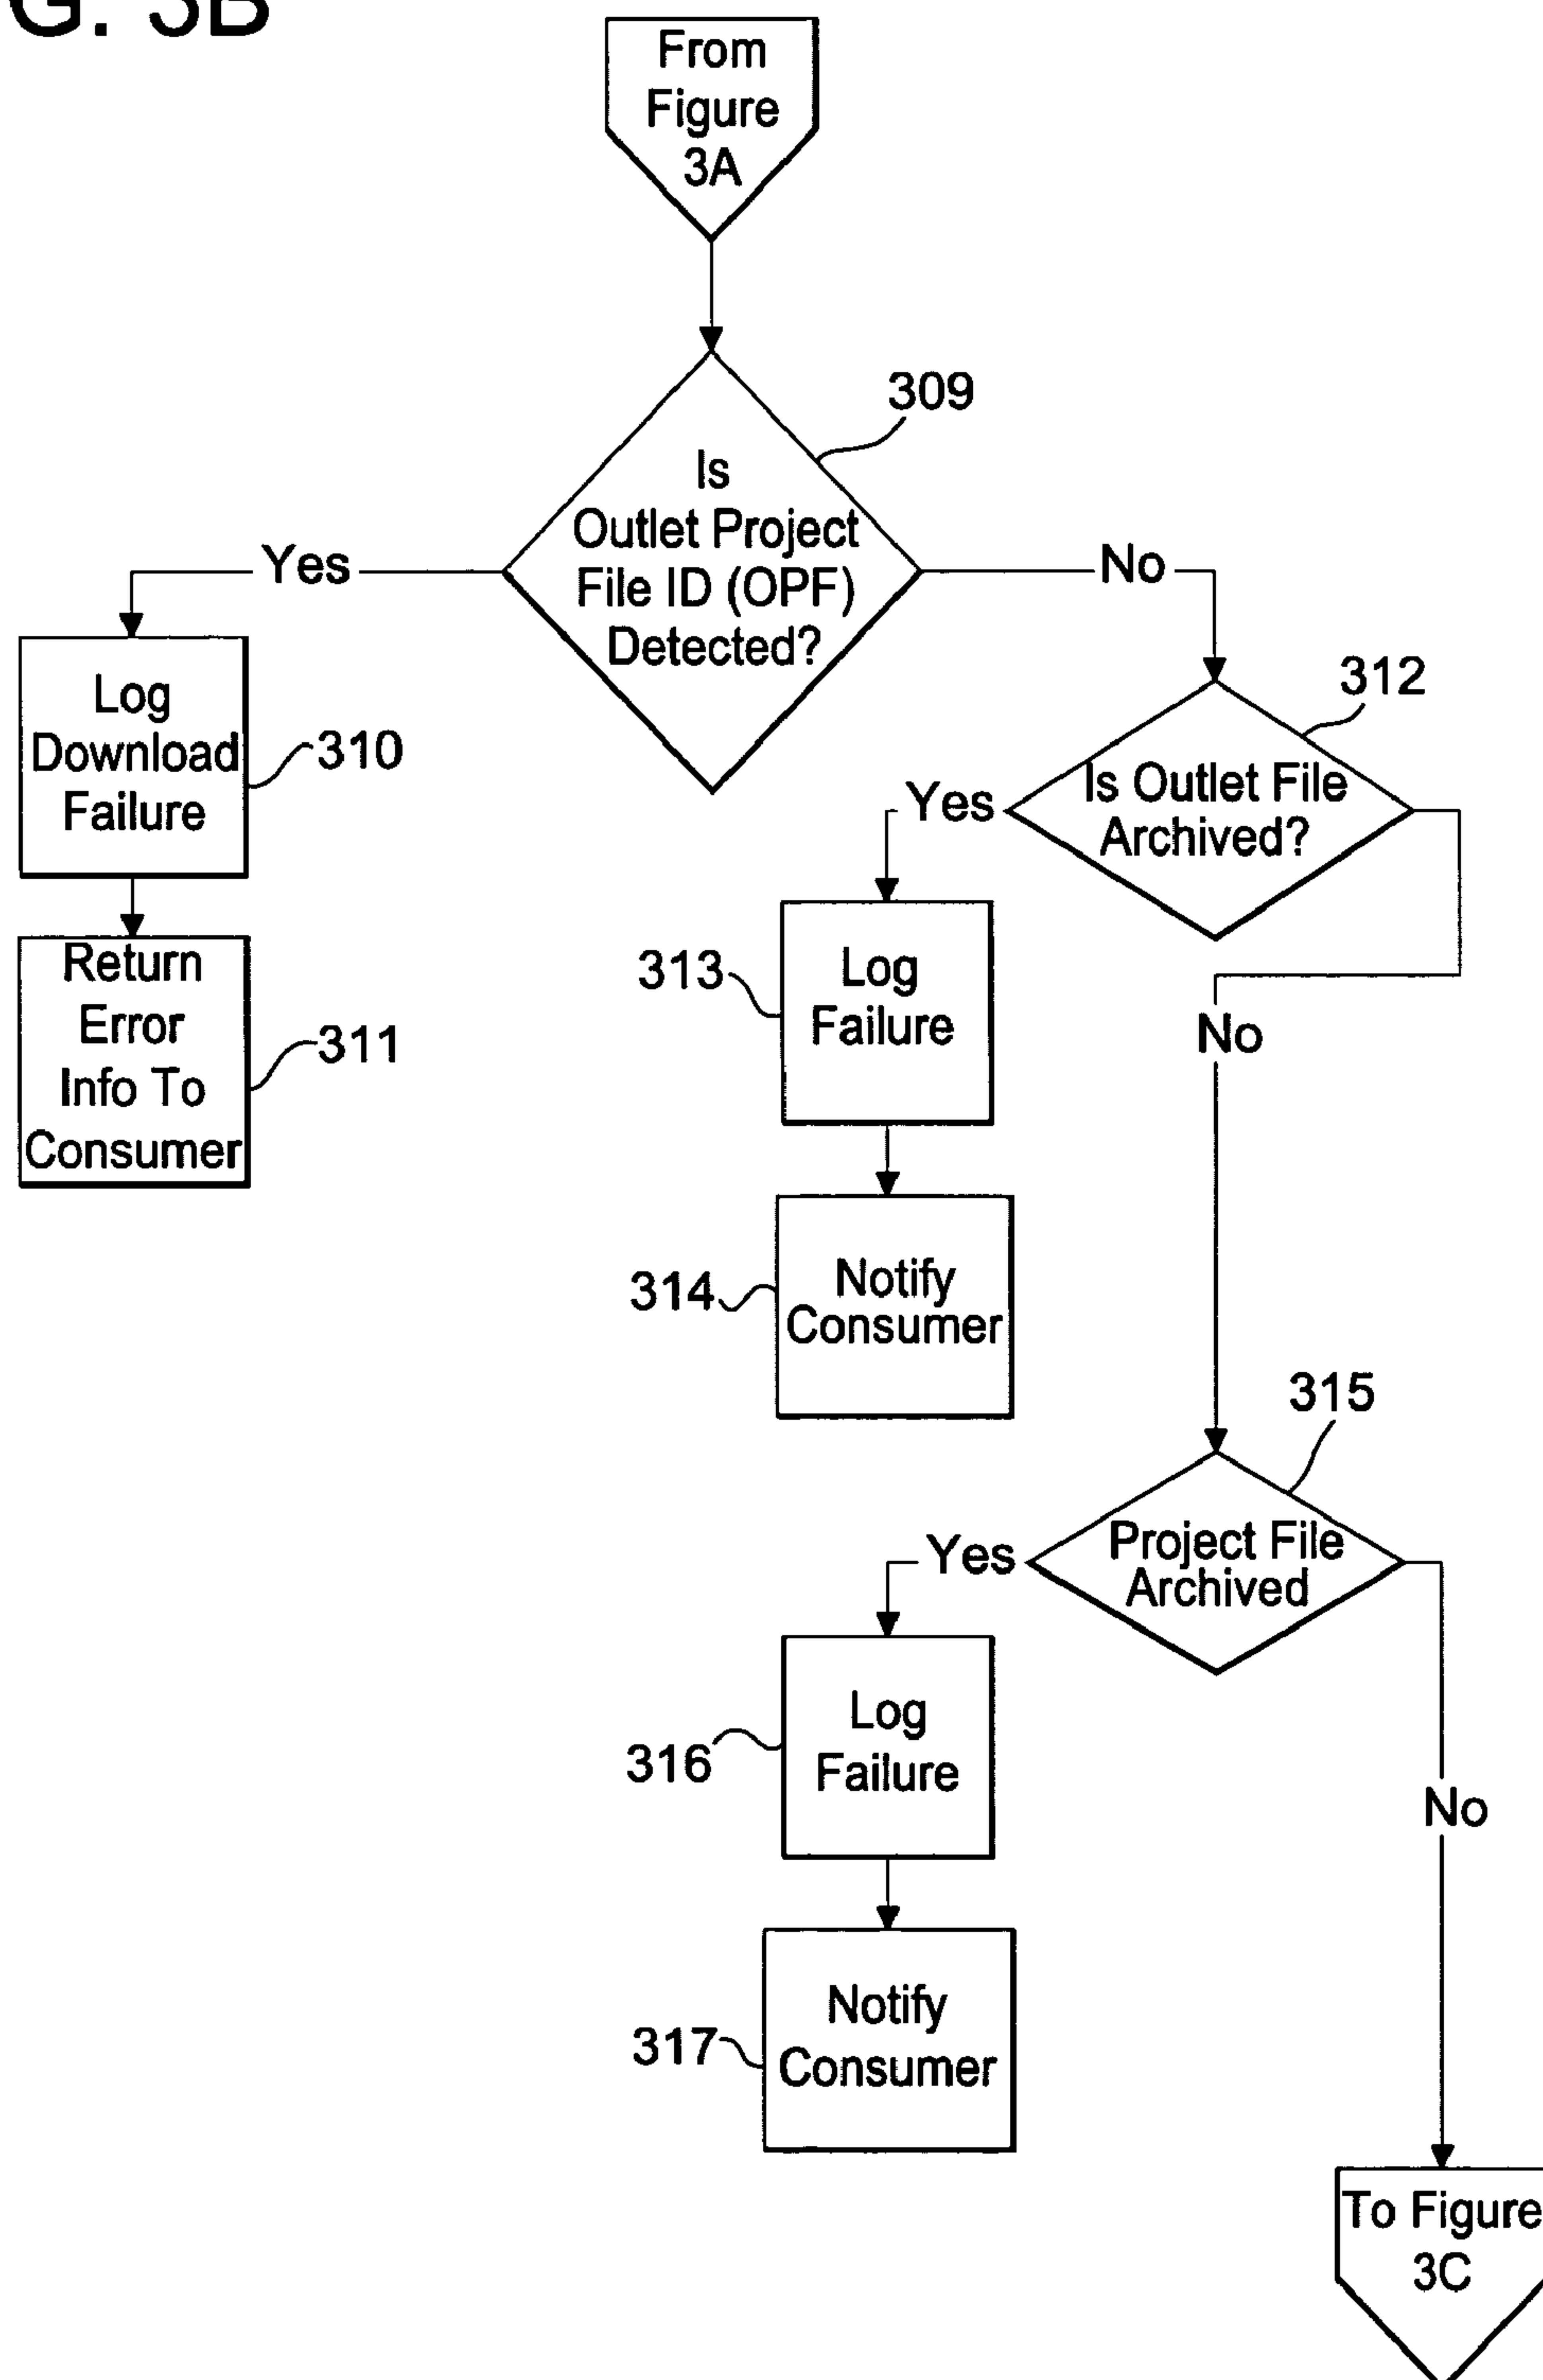 G. 3B
From
Figure
3A
309
Is
Outlet Project
File ID (OPF)
Detected?
Yes
No
Log
Download
Failure
310
312
Is Outlet File
Archived?
Yes
Return
Error
Info To
Consumer
311
313
Log
Failure
No
314
Notify
Consumer
315
Project File
Archived
Yes
316
Log
Failure
No
317
Notify
Consumer
To Figure
3C